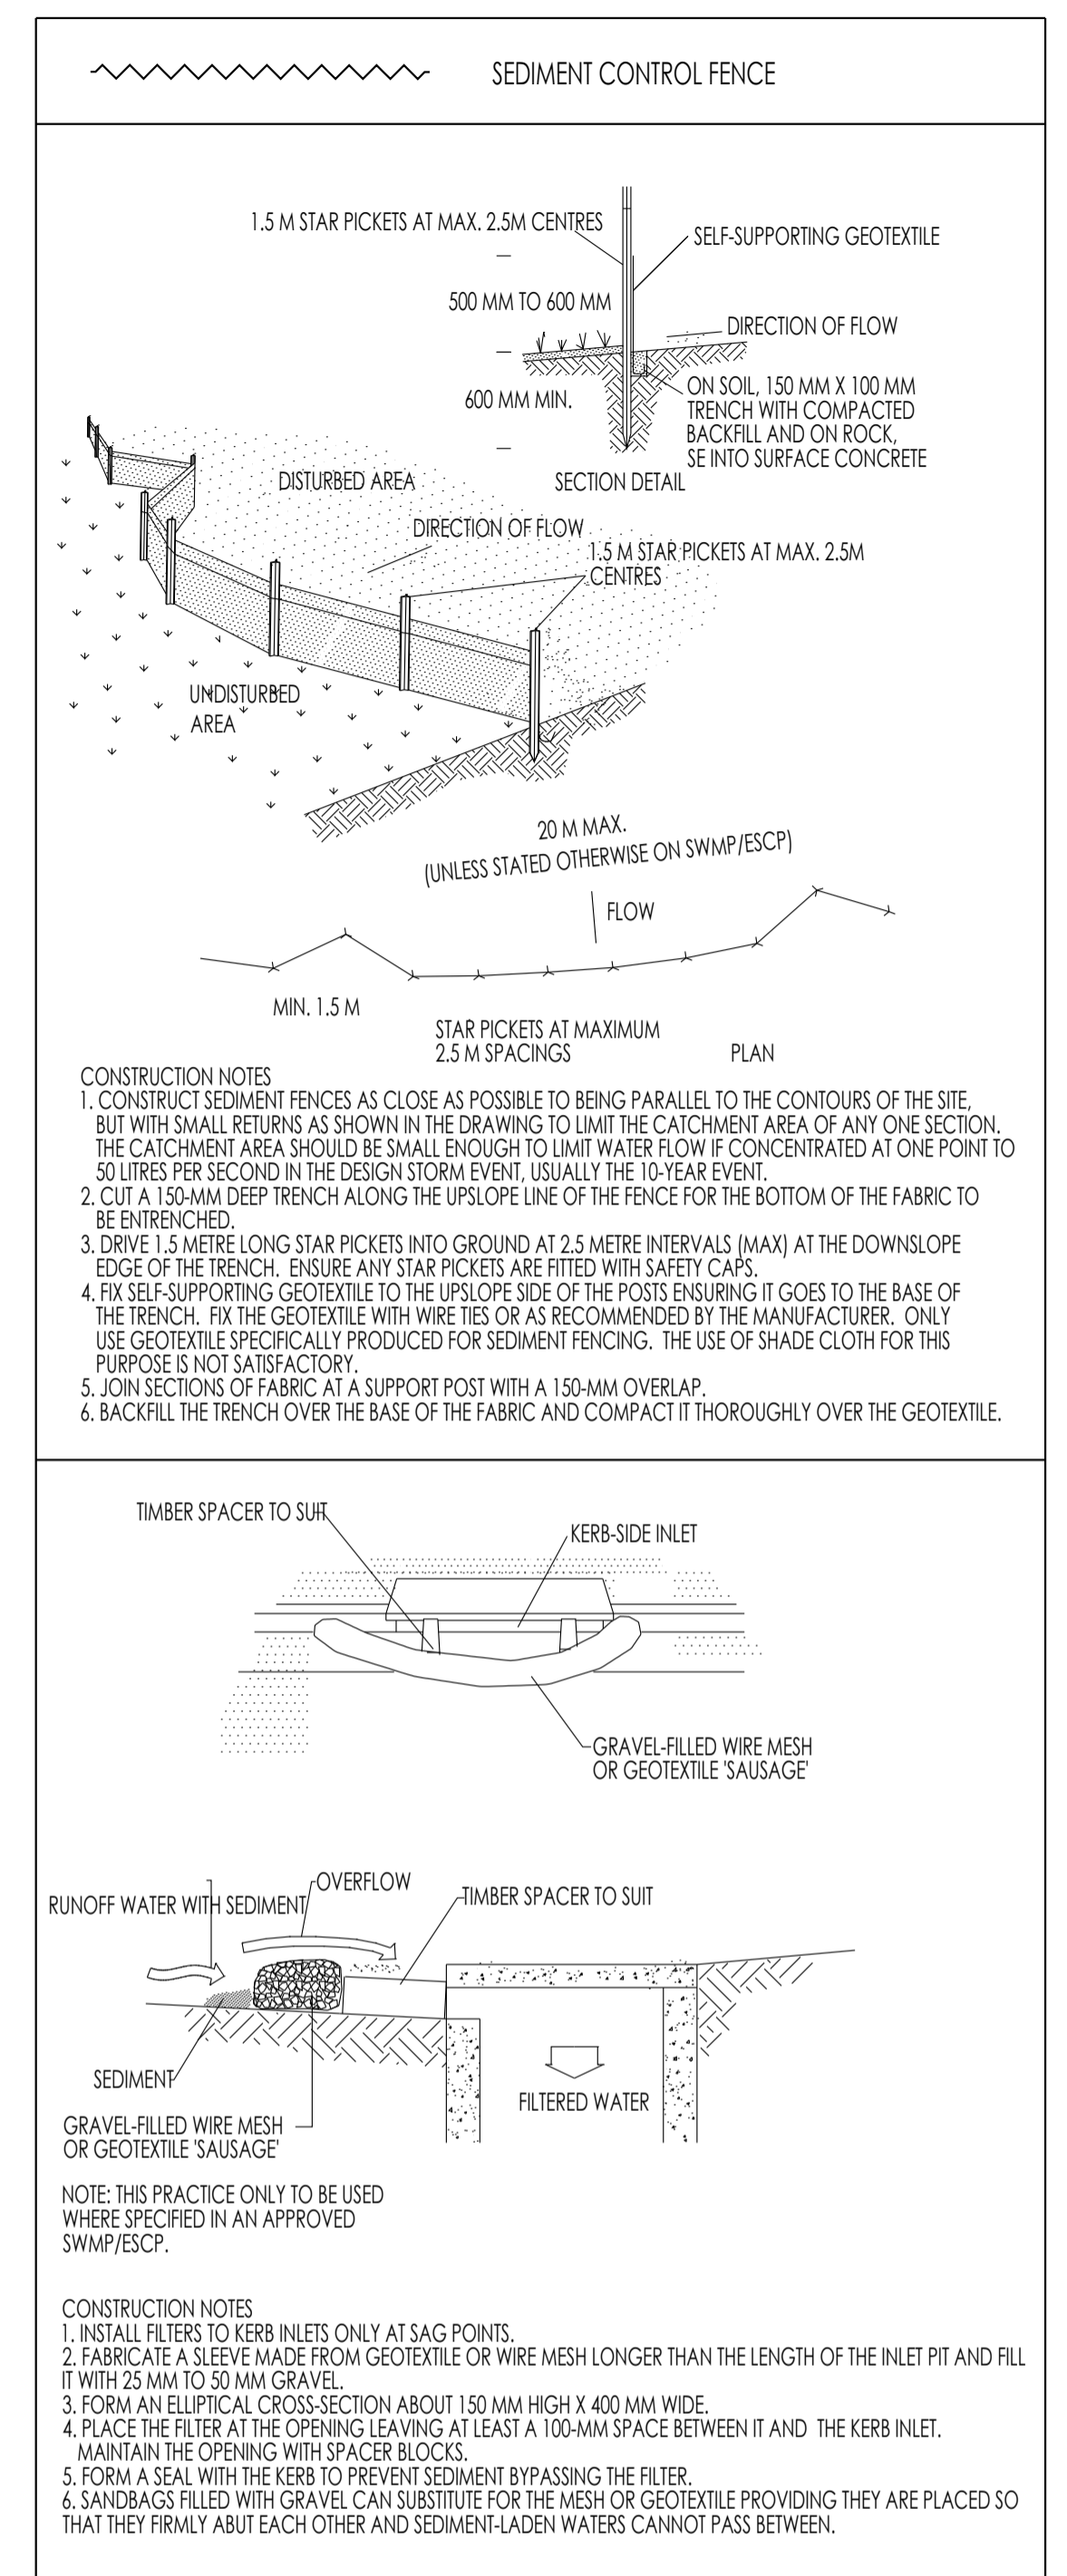 SEDIMENT CONTROL FENCE
1.5 M STAR PICKETS AT MAX. 2.5M CENTRES
SELF-SUPPORTING GEOTEXTILE
500 MM TO 600 MM
DIRECTION OF FLOW
600 MM MIN.
ON SOIL, 150 MM X 100 MM
TRENCH WITH COMPACTED
BACKFILL AND ON ROCK,
SE INTO SURFACE CONCRETE
SECTION DETAIL
DISTURBED AREA
DIRECTION OF FLOW
1.5 M STAR PICKETS AT MAX. 2.5M
CENTRES
UNDISTURBED
AREA
20 M MAX.
(UNLESS STATED OTHERWISE ON SWMP/ESCP)
FLOW
MIN. 1.5 M
STAR PICKETS AT MAXIMUM
2.5 M SPACINGS
PLAN
CONSTRUCTION NOTES
1. CONSTRUCT SEDIMENT FENCES AS CLOSE AS POSSIBLE TO BEING PARALLEL TO THE CONTOURS OF THE SITE,
BUT WITH SMALL RETURNS AS SHOWN IN THE DRAWING TO LIMIT THE CATCHMENT AREA OF ANY ONE SECTION.
THE CATCHMENT AREA SHOULD BE SMALL ENOUGH TO LIMIT WATER FLOW IF CONCENTRATED AT ONE POINT TO
50 LITRES PER SECOND IN THE DESIGN STORM EVENT, USUALLY THE 10-YEAR EVENT.
2. CUT A 150-MM DEEP TRENCH ALONG THE UPSLOPE LINE OF THE FENCE FOR THE BOTTOM OF THE FABRIC TO
BE ENTRENCHED.
3. DRIVE 1.5 METRE LONG STAR PICKETS INTO GROUND AT 2.5 METRE INTERVALS (MAX) AT THE DOWNSLOPE
EDGE OF THE TRENCH. ENSURE ANY STAR PICKETS ARE FITTED WITH SAFETY CAPS.
4. FIX SELF-SUPPORTING GEOTEXTILE TO THE UPSLOPE SIDE OF THE POSTS ENSURING IT GOES TO THE BASE OF
THE TRENCH. FIX THE GEOTEXTILE WITH WIRE TIES OR AS RECOMMENDED BY THE MANUFACTURER. ONLY
USE GEOTEXTILE SPECIFICALLY PRODUCED FOR SEDIMENT FENCING. THE USE OF SHADE CLOTH FOR THIS
PURPOSE IS NOT SATISFACTORY.
5. JOIN SECTIONS OF FABRIC AT A SUPPORT POST WITH A 150-MM OVERLAP.
6. BACKFILL THE TRENCH OVER THE BASE OF THE FABRIC AND COMPACT IT THOROUGHLY OVER THE GEOTEXTILE.
TIMBER SPACER TO SUIT
KERB-SIDE INLET
GRAVEL-FILLED WIRE MESH
OR GEOTEXTILE 'SAUSAGE'
OVERFLOW
RUNOFF WATER WITH SEDIMENT
TIMBER SPACER TO SUIT
SEDIMENT
FILTERED WATER
GRAVEL-FILLED WIRE MESH
OR GEOTEXTILE 'SAUSAGE'
NOTE: THIS PRACTICE ONLY TO BE USED
WHERE SPECIFIED IN AN APPROVED
SWMP/ESCP.
CONSTRUCTION NOTES
1. INSTALL FILTERS TO KERB INLETS ONLY AT SAG POINTS.
2. FABRICATE A SLEEVE MADE FROM GEOTEXTILE OR WIRE MESH LONGER THAN THE LENGTH OF THE INLET PIT AND FILL
IT WITH 25 MM TO 50 MM GRAVEL.
3. FORM AN ELLIPTICAL CROSS-SECTION ABOUT 150 MM HIGH X 400 MM WIDE.
4. PLACE THE FILTER AT THE OPENING LEAVING AT LEAST A 100-MM SPACE BETWEEN IT AND THE KERB INLET.
MAINTAIN THE OPENING WITH SPACER BLOCKS.
5. FORM A SEAL WITH THE KERB TO PREVENT SEDIMENT BYPASSING THE FILTER.
6. SANDBAGS FILLED WITH GRAVEL CAN SUBSTITUTE FOR THE MESH OR GEOTEXTILE PROVIDING THEY ARE PLACED SO
THAT THEY FIRMLY ABUT EACH OTHER AND SEDIMENT-LADEN WATERS CANNOT PASS BETWEEN.